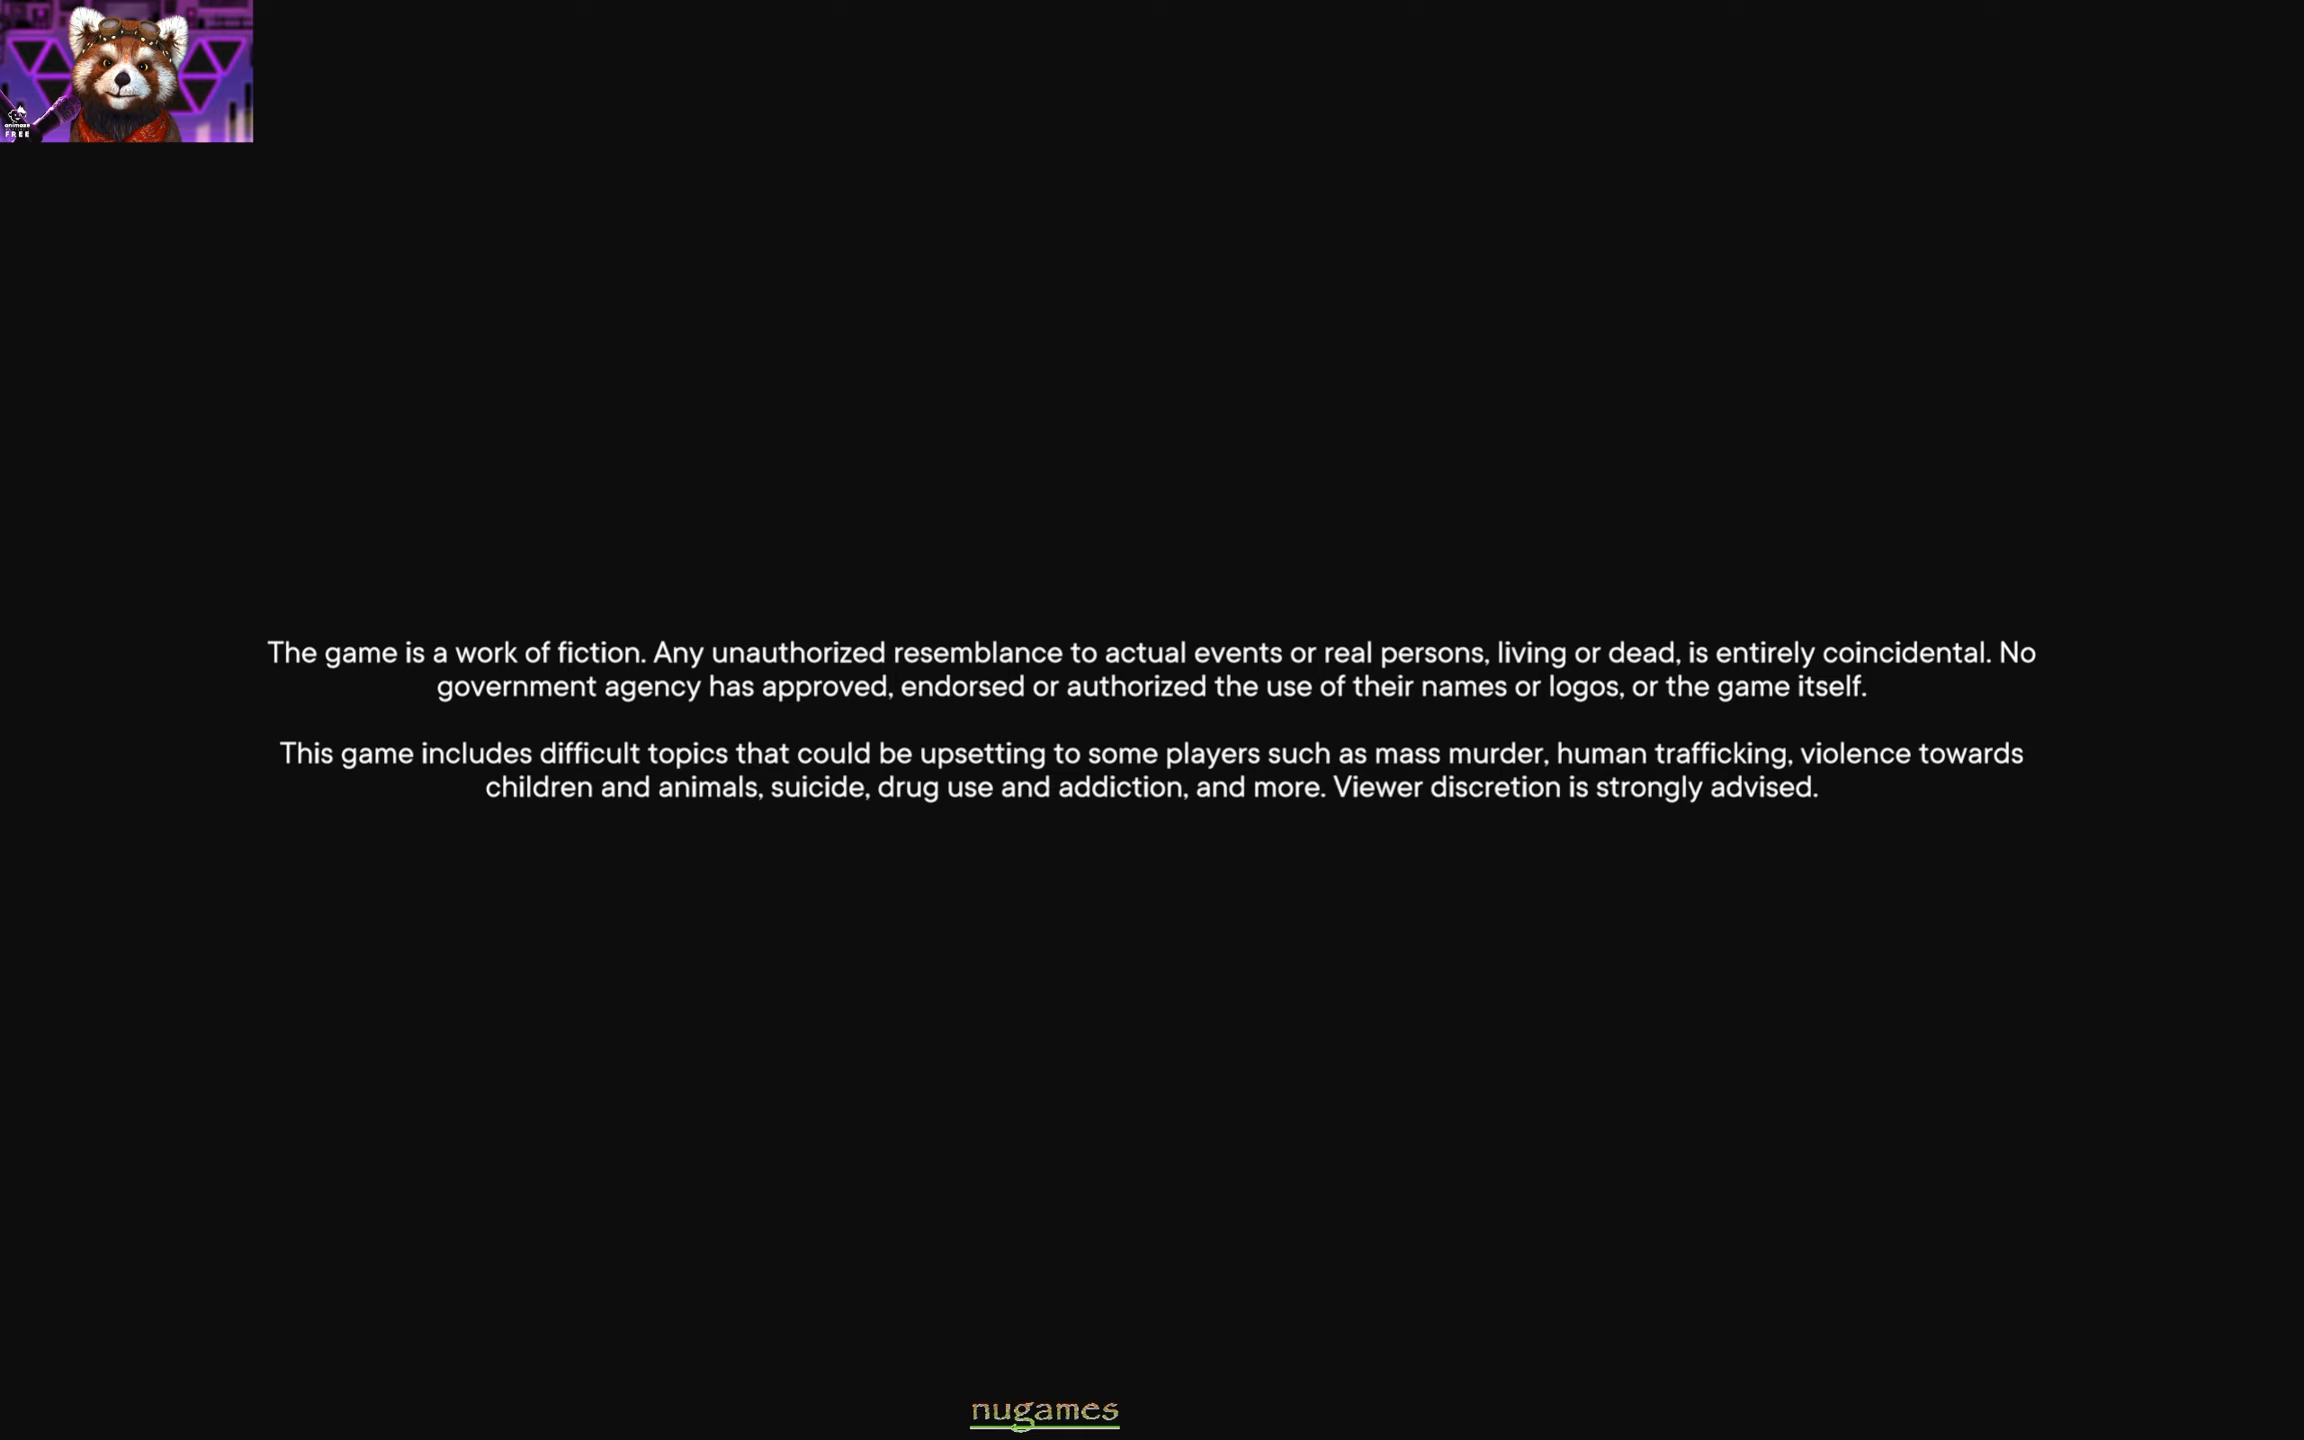 animaze
FREE
The game is a work of fiction. Any unauthorized resemblance to actual events or real persons, living or dead, is entirely coincidental. No
government agency has approved, endorsed or authorized the use of their names or logos, or the game itself.
This game includes difficult topics that could be upsetting to some players such as mass murder, human trafficking, violence towards
children and animals, suicide, drug use and addiction, and more. Viewer discretion is strongly advised.
nugames